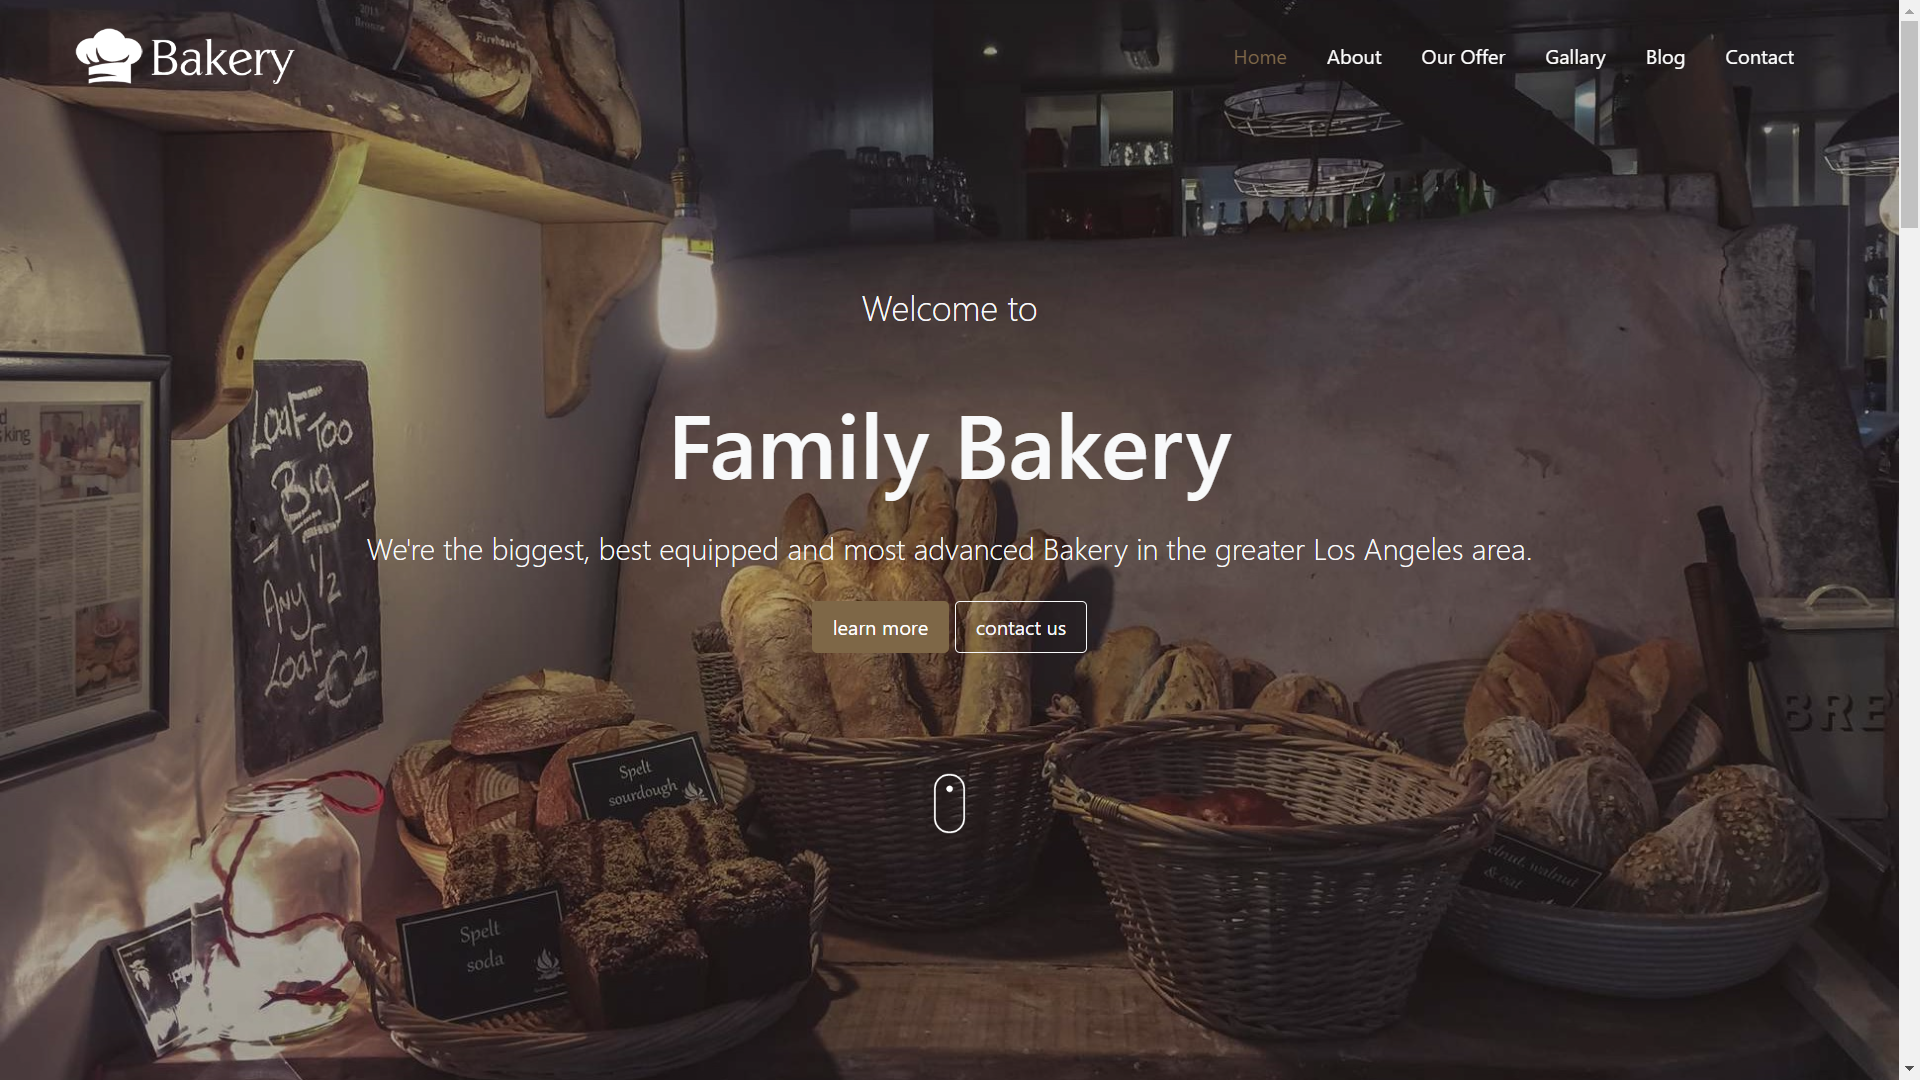 Bakery
Home
About
Our Offer
Gallary
Blog
Contact
Welcome to
Family Bakery
We're the biggest, best equipped and most advanced Bakery in the greater Los Angeles area.
learn more
contact us
LOAF TOO
BIG
ANY 1/2
LOAF €2
Spelt
sourdough
Spelt
soda
walnut
& oat
BRE